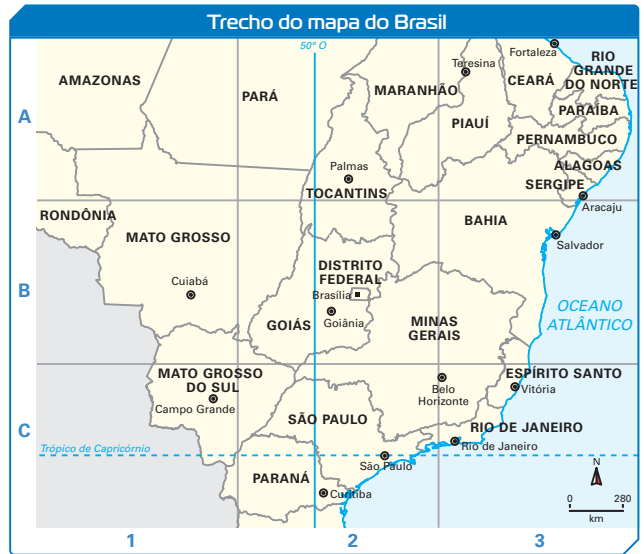 Trecho do mapa do Brasil
50° O
Fortaleza
RIO
GRANDE
DO NORTE
Teresina
AMAZONAS
PARÁ
MARANHÃO
CEARÁ
A
PIAUÍ
PARAÍBA
PERNAMBUCO
Palmas
ALAGOAS
TOCANTINS
SERGIPE
Aracaju
RONDÔNIA
MATO GROSSO
BAHIA
Salvador
DISTRITO
FEDERAL
Cuiabá
Brasília
B
OCEANO
ATLÂNTICO
GOIÁS
Goiânia
MINAS
GERAIS
MATO GROSSO
DO SUL
ESPÍRITO SANTO
Belo
Horizonte
Vitória
Campo Grande
SÃO PAULO
C
RIO DE JANEIRO
Rio de Janeiro
Trópico de Capricórnio
São Paulo
PARANÁ
Curitiba
N
0 280
km
1 2 3